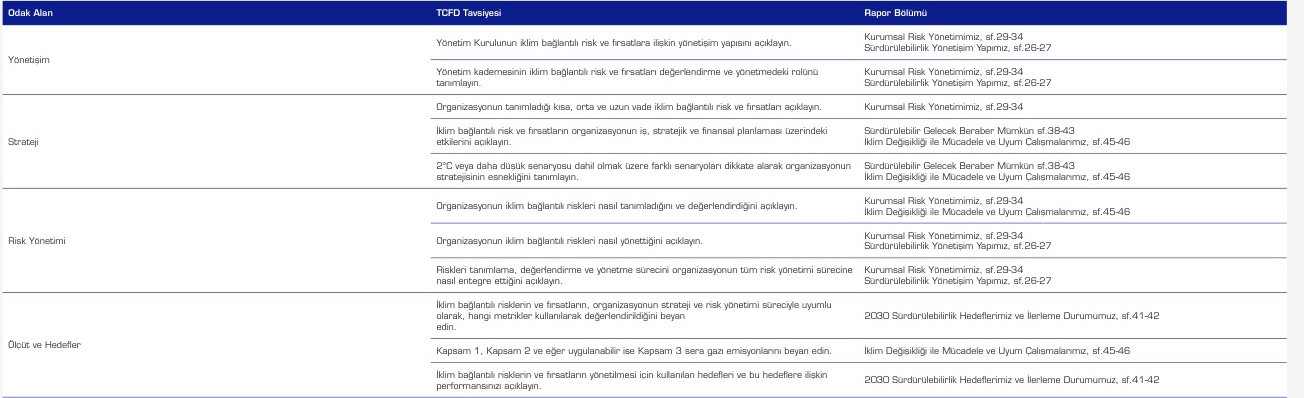 Odak Alan
TCFD Tavsiyesi
Rapor Bölümü
Yönetişim
Yönetim Kurulunun iklim bağlantılı risk ve fırsatlara ilişkin yönetişim yapısını açıklayın.
Kurumsal Risk Yönetimimiz, sf.29-34
Sürdürülebilirlik Yönetişim Yapımız, sf.26-27
Yönetim kademesinin iklim bağlantılı risk ve fırsatları değerlendirme ve yönetmedeki rolünü
tanımlayın.
Kurumsal Risk Yönetimimiz, sf.29-34
Sürdürülebilirlik Yönetişim Yapımız, sf.26-27
Strateji
Organizasyonun tanımladığı kısa, orta ve uzun vade iklim bağlantılı risk ve fırsatları açıklayın.
Kurumsal Risk Yönetimimiz, sf.29-34
İklim bağlantılı risk ve fırsatların organizasyonun iş, stratejik ve finansal planlaması üzerindeki
etkilerini açıklayın.
Sürdürülebilir Gelecek Beraber Mümkün sf.38-43
İklim Değişikliği ile Mücadele ve Uyum Çalışmalarımız, sf.45-46
2°C veya daha düşük senaryosu dahil olmak üzere farklı senaryoları dikkate alarak organizasyonun
stratejisinin esnekliğini tanımlayın.
Sürdürülebilir Gelecek Beraber Mümkün sf.38-43
İklim Değişikliği ile Mücadele ve Uyum Çalışmalarımız, sf.45-46
Risk Yönetimi
Organizasyonun iklim bağlantılı riskleri nasıl tanımladığını ve değerlendirdiğini açıklayın.
Kurumsal Risk Yönetimimiz, sf.29-34
İklim Değişikliği ile Mücadele ve Uyum Çalışmalarımız, sf.45-46
Organizasyonun iklim bağlantılı riskleri nasıl yönettiğini açıklayın.
Kurumsal Risk Yönetimimiz, sf.29-34
Sürdürülebilirlik Yönetişim Yapımız, sf.26-27
Riskleri tanımlama, değerlendirme ve yönetme sürecini organizasyonun tüm risk yönetimi sürecine
nasıl entegre ettiğini açıklayın.
Kurumsal Risk Yönetimimiz, sf.29-34
Sürdürülebilirlik Yönetişim Yapımız, sf.26-27
Ölçüt ve Hedefler
İklim bağlantılı risklerin ve fırsatların, organizasyonun strateji ve risk yönetimi süreciyle uyumlu
olarak, hangi metrikler kullanılarak değerlendirildiğini beyan
edin.
2030 Sürdürülebilirlik Hedeflerimiz ve İlerleme Durumumuz, sf.41-42
Kapsam 1, Kapsam 2 ve eğer uygulanabilir ise Kapsam 3 sera gazı emisyonlarını beyan edin.
İklim Değişikliği ile Mücadele ve Uyum Çalışmalarımız, sf.45-46
İklim bağlantılı risklerin ve fırsatların yönetilmesi için kullanılan hedefleri ve bu hedeflere ilişkin
performansınızı açıklayın.
2030 Sürdürülebilirlik Hedeflerimiz ve İlerleme Durumumuz, sf.41-42